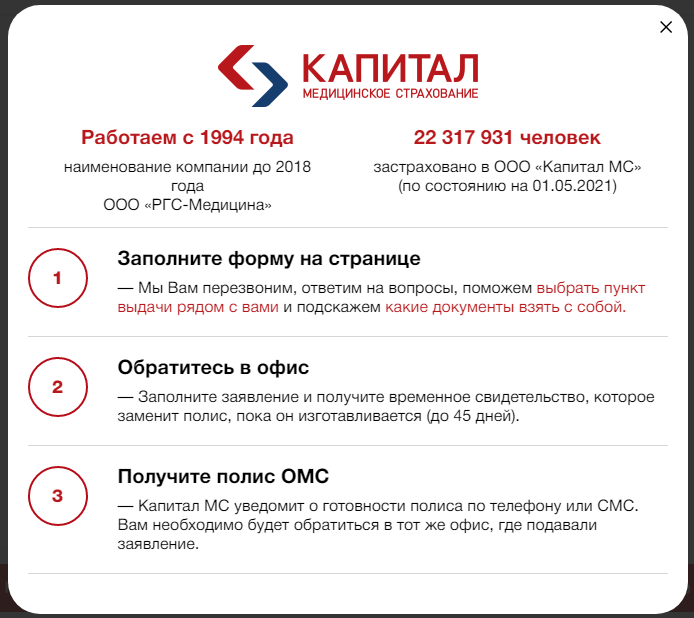 КАПИТАЛ
МЕДИЦИНСКОЕ СТРАХОВАНИЕ
Работаем с 1994 года
наименование компании до 2018
года
ООО «РГС-Медицина»
22 317 931 человек
застраховано в ООО «Капитал МС»
(по состоянию на 01.05.2021)
1
Заполните форму на странице
— Мы Вам перезвоним, ответим на вопросы, поможем выбрать пункт
выдачи рядом с вами и подскажем какие документы взять с собой.
2
Обратитесь в офис
— Заполните заявление и получите временное свидетельство, которое
заменит полис, пока он изготавливается (до 45 дней).
3
Получите полис ОМС
— Капитал МС уведомит о готовности полиса по телефону или СМС.
Вам необходимо будет обратиться в тот же офис, где подавали
заявление.